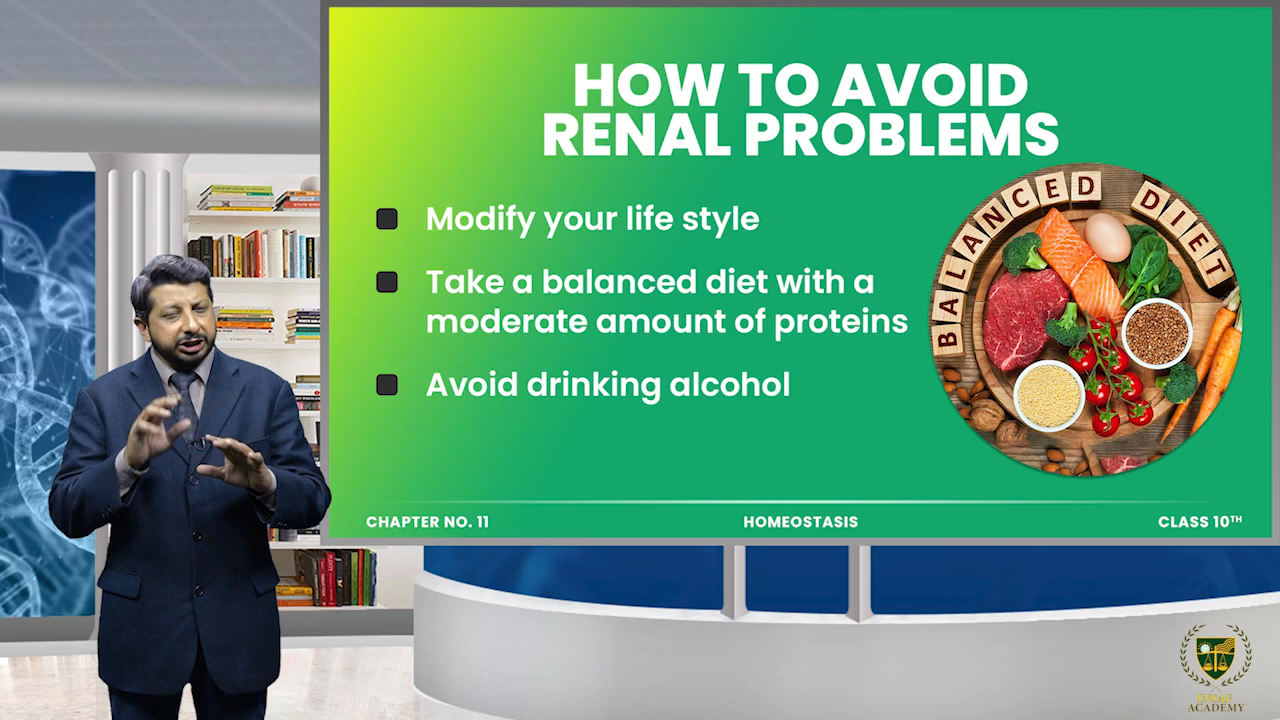 HOW TO AVOID
RENAL PROBLEMS
Modify your life style
Take a balanced diet with a
moderate amount of proteins
Avoid drinking alcohol
BALANCED DIET
CHAPTER NO. 11
HOMEOSTASIS
CLASS 10TH
ACADEMY